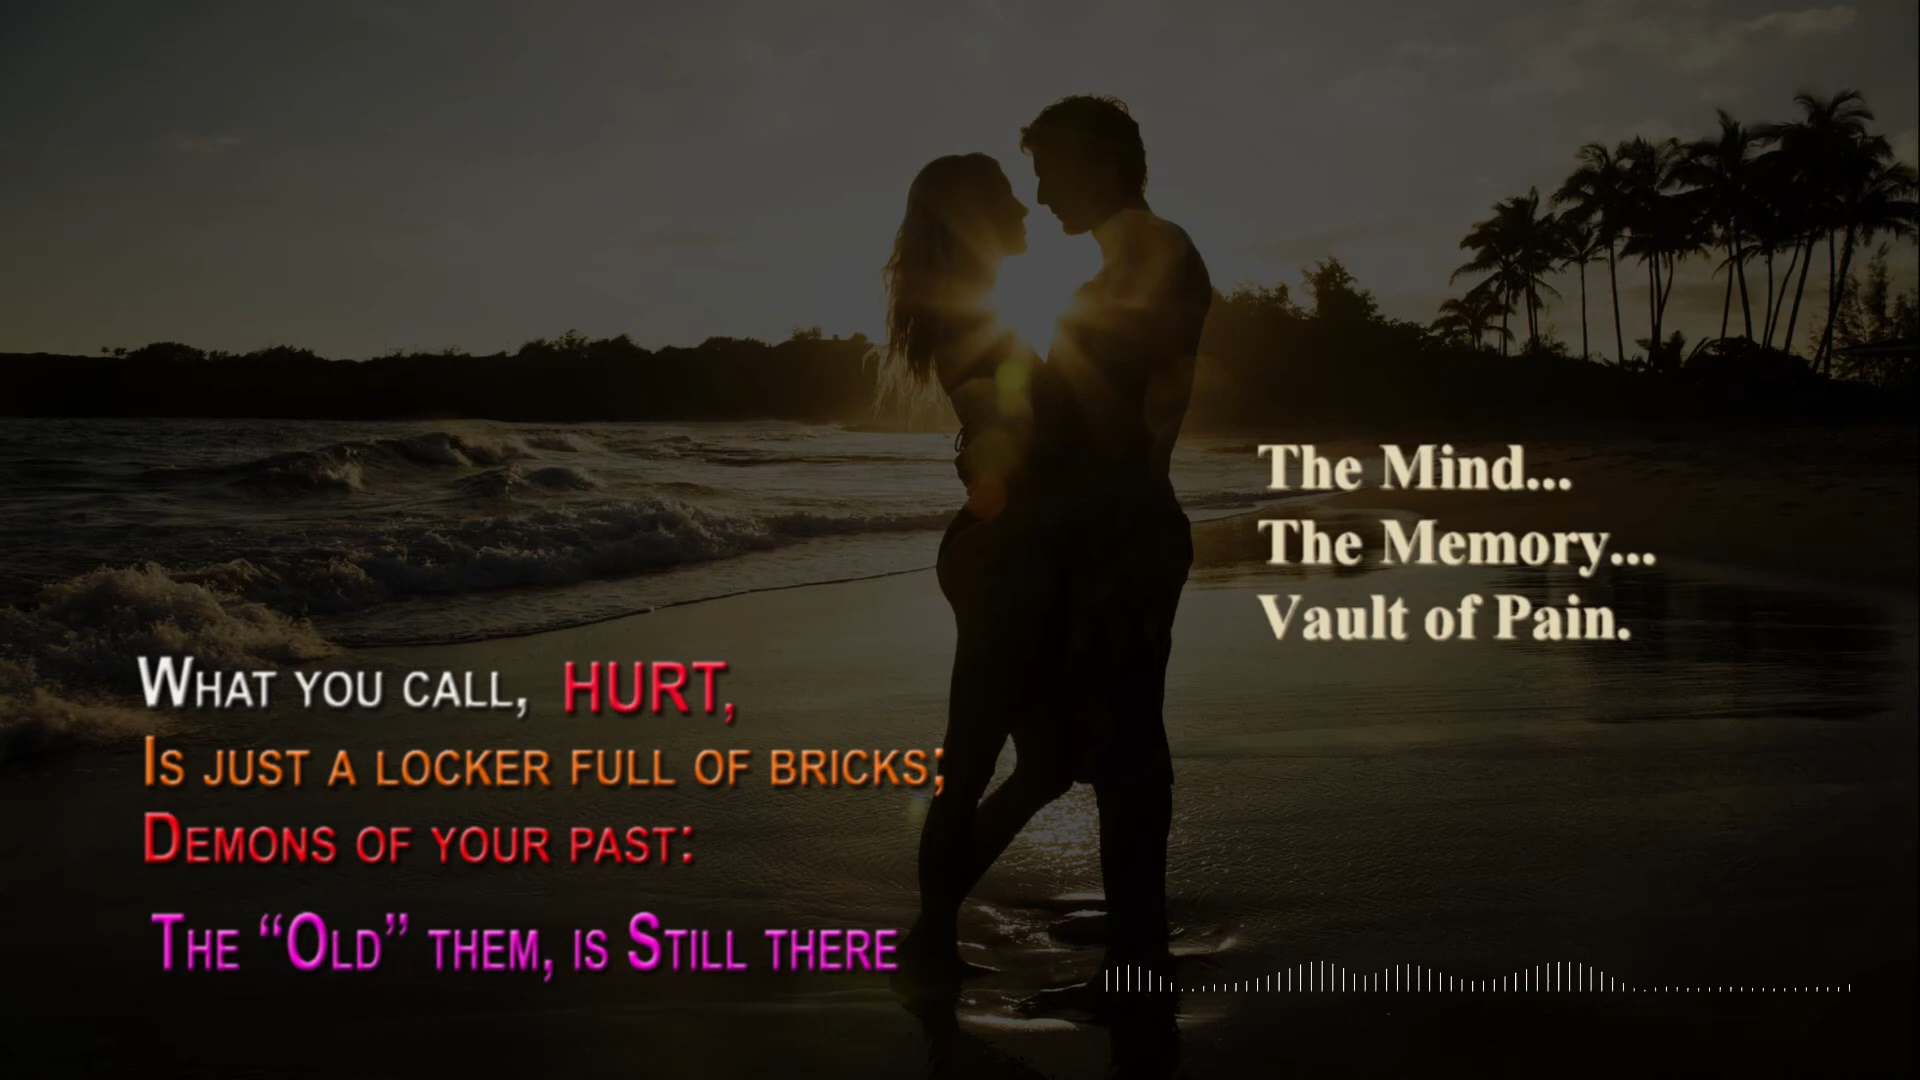 The Mind...
The Memory...
Vault of Pain.
What you call, HURT,
Is just a locker full of bricks;
Demons of your past:
The “Old” them, is Still there